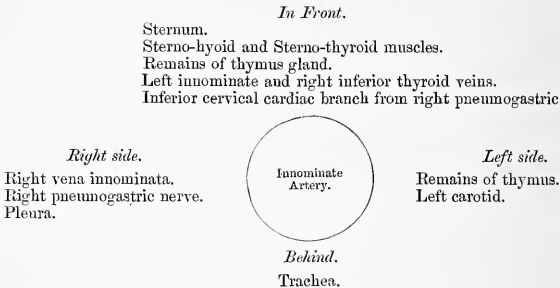 In Front.
Sternum.
Sterno-hyoid and Sterno-thyroid muscles.
Remains of thymus gland.
Left innominate and right inferior thyroid veins.
Inferior cervical cardiac branch from right pneumogastric
Right side.
Right vena innominata.
Right pneumogastric nerve.
Pleura.
Innominate
Artery.
Left side.
Remains of thymus.
Left carotid.
Behind.
Trachea.